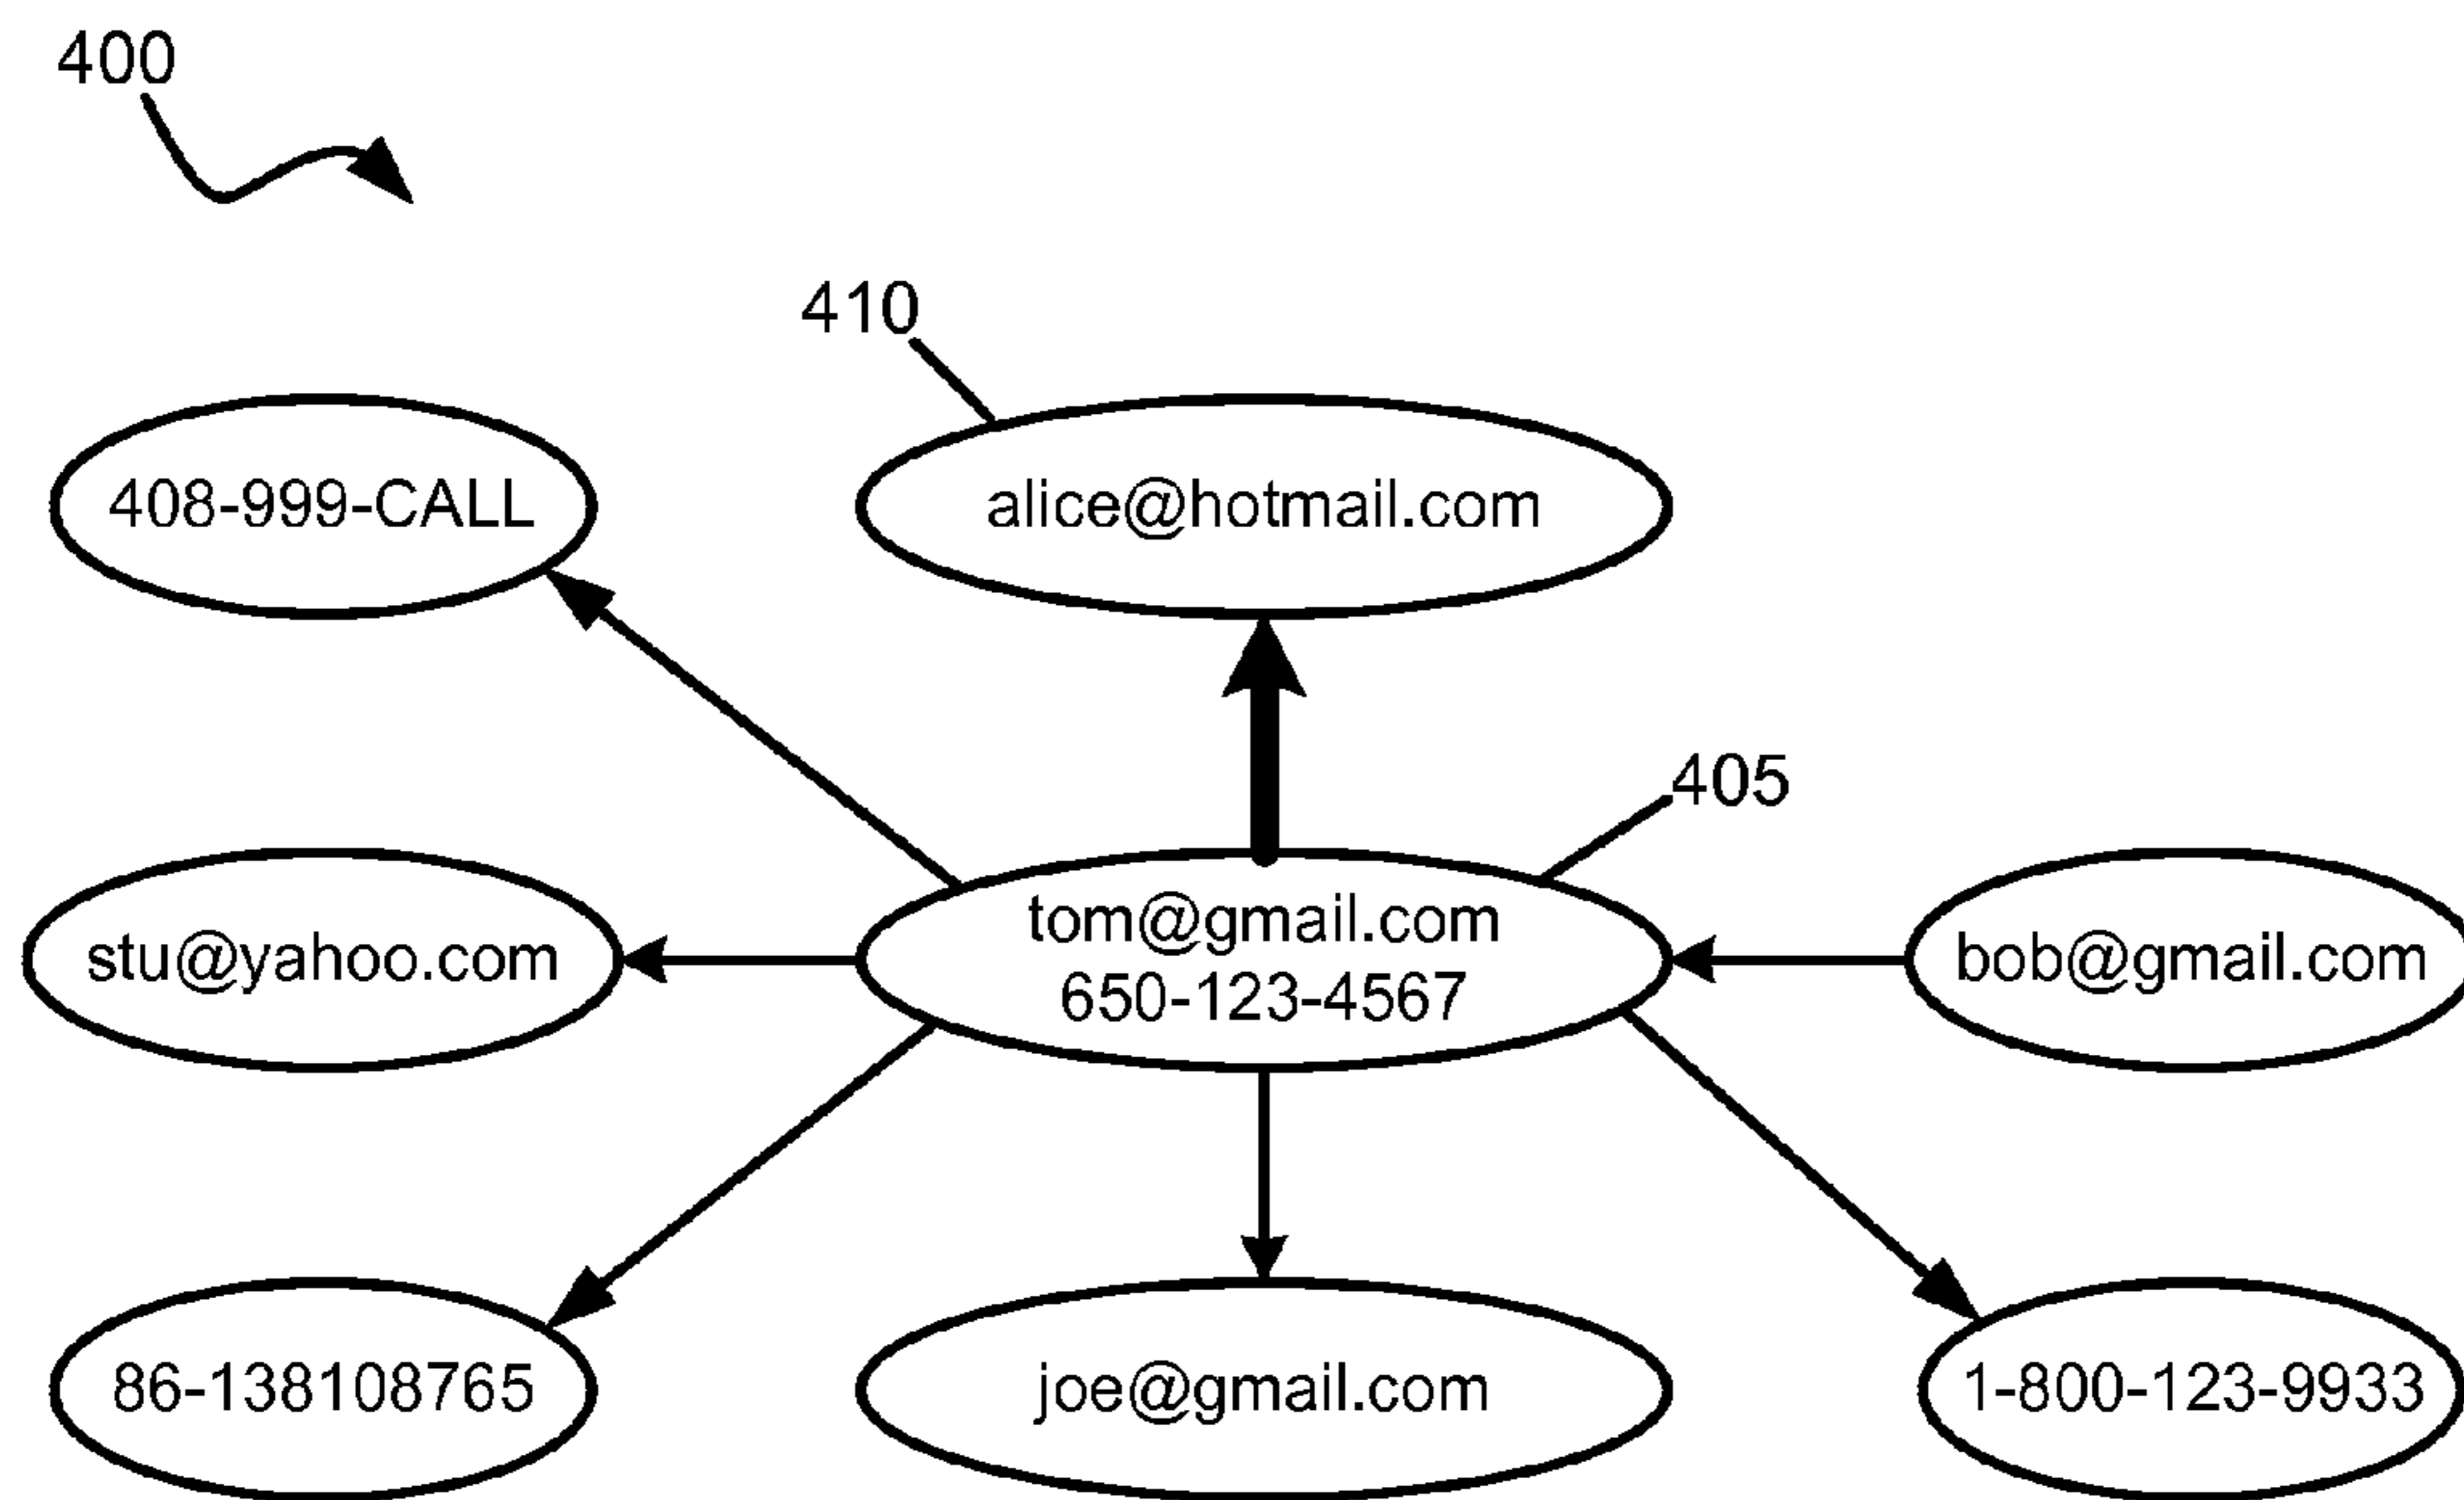 400
410
408-999-CALL
alice@hotmail.com
405
tom@gmail.com
650-123-4567
stu@yahoo.com
bob@gmail.com
86-138108765
joe@gmail.com
1-800-123-9933